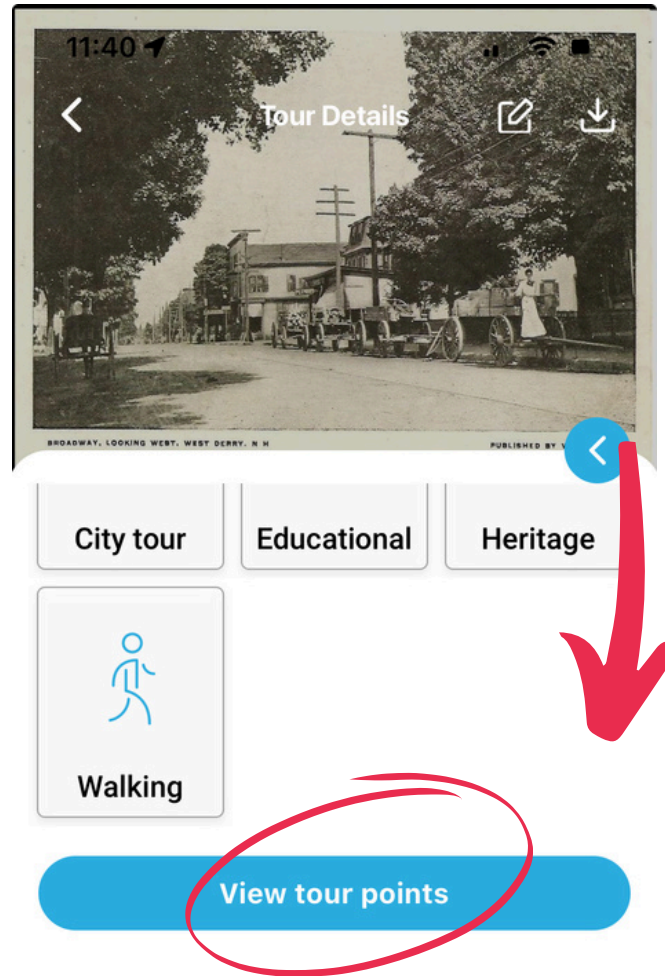 11:40
Tour Details
BROADWAY, LOOKING WEST. WEST DERRY. N H
PUBLISHED BY
City tour
Educational
Heritage
Walking
View tour points